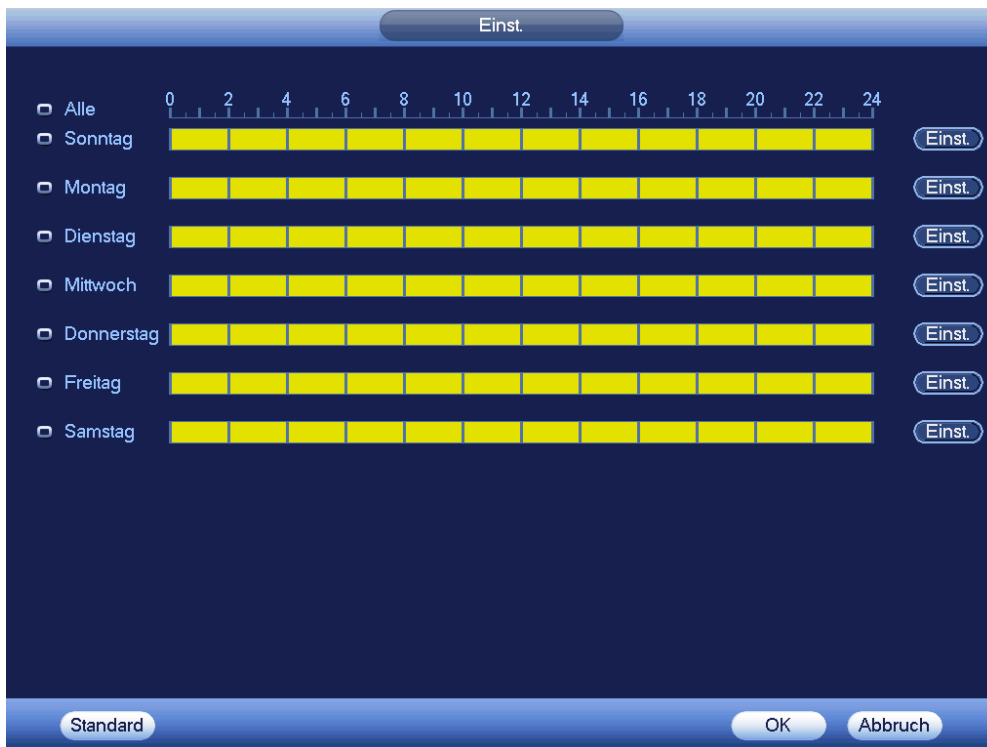 Einst.
Alle 0 2 4 6 8 10 12 14 16 18 20 22 24
Sonntag Einst.
Montag Einst.
Dienstag Einst.
Mittwoch Einst.
Donnerstag Einst.
Freitag Einst.
Samstag Einst.
Standard OK Abbruch